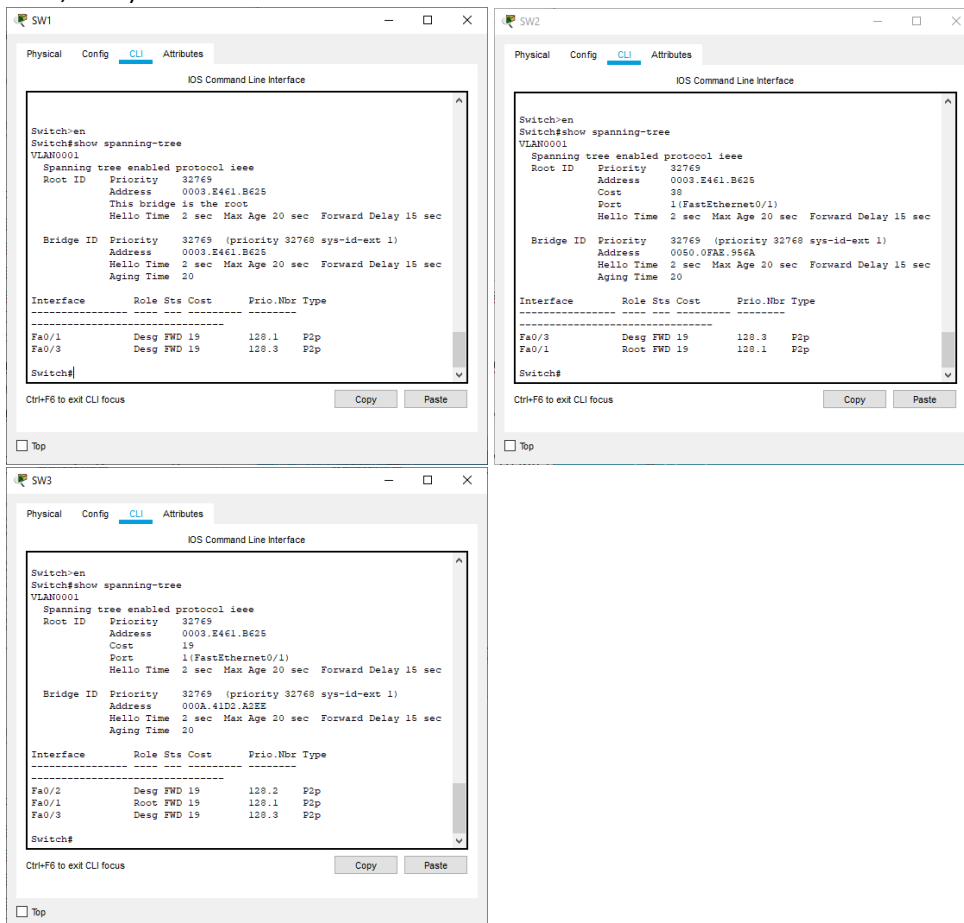 SW1
Physical Config CLI Attributes
IOS Command Line Interface
Switch>en
Switch#show spanning-tree
VLAN0001
Spanning tree enabled protocol ieee
Root ID Priority 32769
Address 0003.E461.B625
This bridge is the root
Hello Time 2 sec Max Age 20 sec Forward Delay 15 sec
Bridge ID Priority 32769 (priority 32768 sys-id-ext 1)
Address 0003.E461.B625
Hello Time 2 sec Max Age 20 sec Forward Delay 15 sec
Aging Time 20
Interface Role Sts Cost Prio.Nbr Type
---------------- ---- --- --------- --------
--------------------------------
Fa0/1 Desg FWD 19 128.1 P2p
Fa0/3 Desg FWD 19 128.3 P2p
Switch#
Ctrl+F6 to exit CLI focus
Copy Paste
Top
SW2
Physical Config CLI Attributes
IOS Command Line Interface
Switch>en
Switch#show spanning-tree
VLAN0001
Spanning tree enabled protocol ieee
Root ID Priority 32769
Address 0003.E461.B625
Cost 38
Port 1(FastEthernet0/1)
Hello Time 2 sec Max Age 20 sec Forward Delay 15 sec
Bridge ID Priority 32769 (priority 32768 sys-id-ext 1)
Address 0050.0FAE.956A
Hello Time 2 sec Max Age 20 sec Forward Delay 15 sec
Aging Time 20
Interface Role Sts Cost Prio.Nbr Type
---------------- ---- --- --------- --------
--------------------------------
Fa0/3 Desg FWD 19 128.3 P2p
Fa0/1 Root FWD 19 128.1 P2p
Switch#
Ctrl+F6 to exit CLI focus
Copy Paste
Top
SW3
Physical Config CLI Attributes
IOS Command Line Interface
Switch>en
Switch#show spanning-tree
VLAN0001
Spanning tree enabled protocol ieee
Root ID Priority 32769
Address 0003.E461.B625
Cost 19
Port 1(FastEthernet0/1)
Hello Time 2 sec Max Age 20 sec Forward Delay 15 sec
Bridge ID Priority 32769 (priority 32768 sys-id-ext 1)
Address 000A.41D2.A2EE
Hello Time 2 sec Max Age 20 sec Forward Delay 15 sec
Aging Time 20
Interface Role Sts Cost Prio.Nbr Type
---------------- ---- --- --------- --------
--------------------------------
Fa0/2 Desg FWD 19 128.2 P2p
Fa0/1 Root FWD 19 128.1 P2p
Fa0/3 Desg FWD 19 128.3 P2p
Switch#
Ctrl+F6 to exit CLI focus
Copy Paste
Top